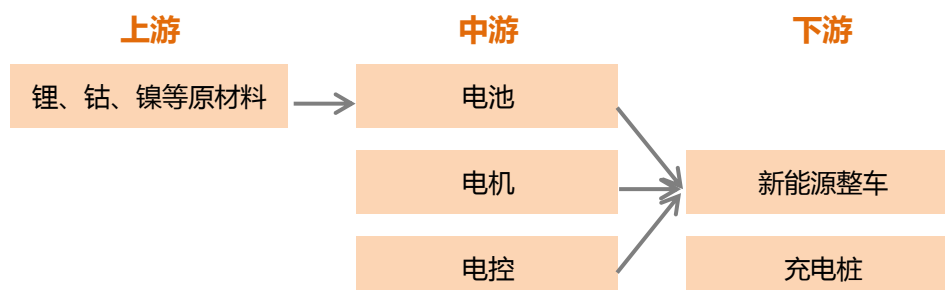 上游
中游
下游
锂、钴、镍等原材料
电池
电机
新能源整车
电控
充电桩